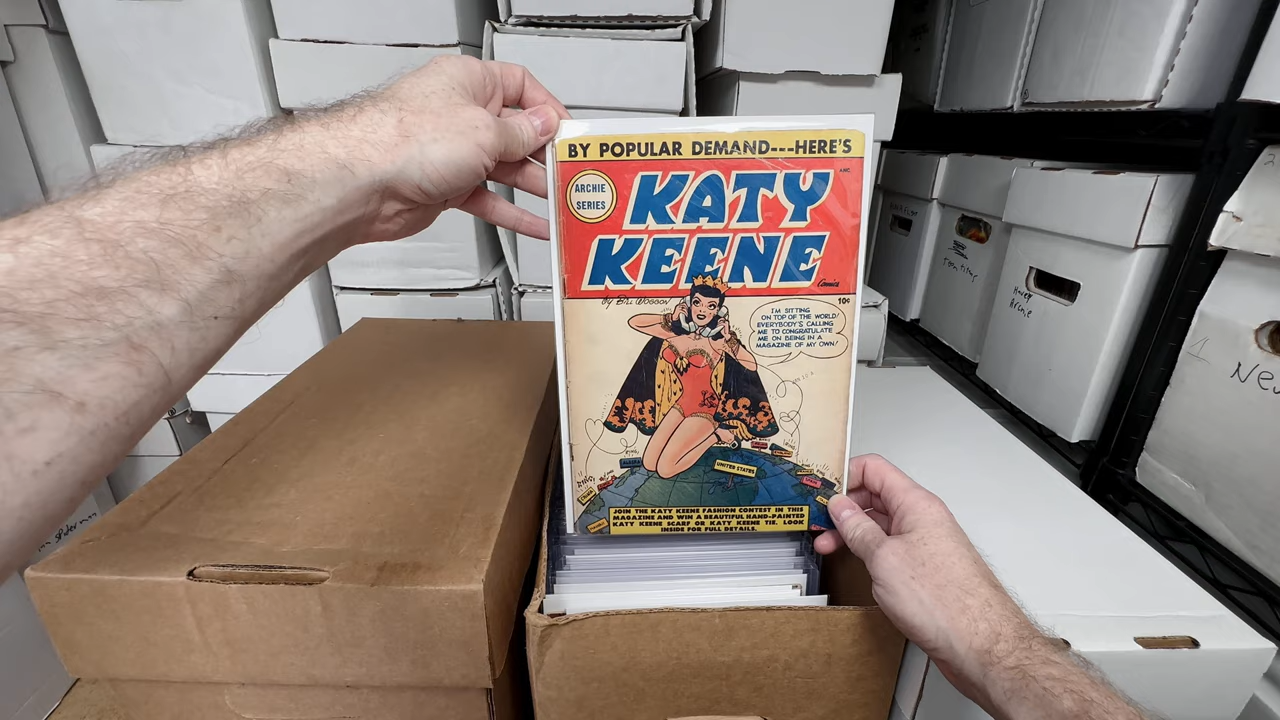 BY POPULAR DEMAND---HERE'S
ARCHIE
SERIES
KATY
KEENE
Comics
by Bill Woggon
10¢
I'M SITTING
ON TOP OF THE WORLD!
EVERYBODY'S CALLING
ME TO CONGRATULATE
ME ON BEING IN A
MAGAZINE OF MY OWN!
UNITED STATES
JOIN THE KATY KEENE FASHION CONTEST IN THIS
MAGAZINE AND WIN A BEAUTIFUL HAND-PAINTED
KATY KEENE SCARF OR KATY KEENE TIE. LOOK
INSIDE FOR FULL DETAILS.
Archie